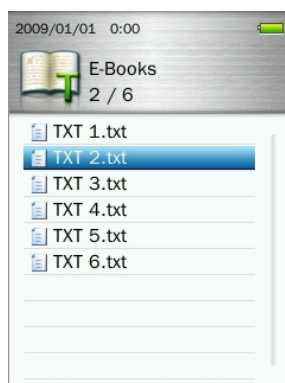 2009/01/01 0:00
T
E-Books
2 / 6
TXT 1.txt
TXT 2.txt
TXT 3.txt
TXT 4.txt
TXT 5.txt
TXT 6.txt